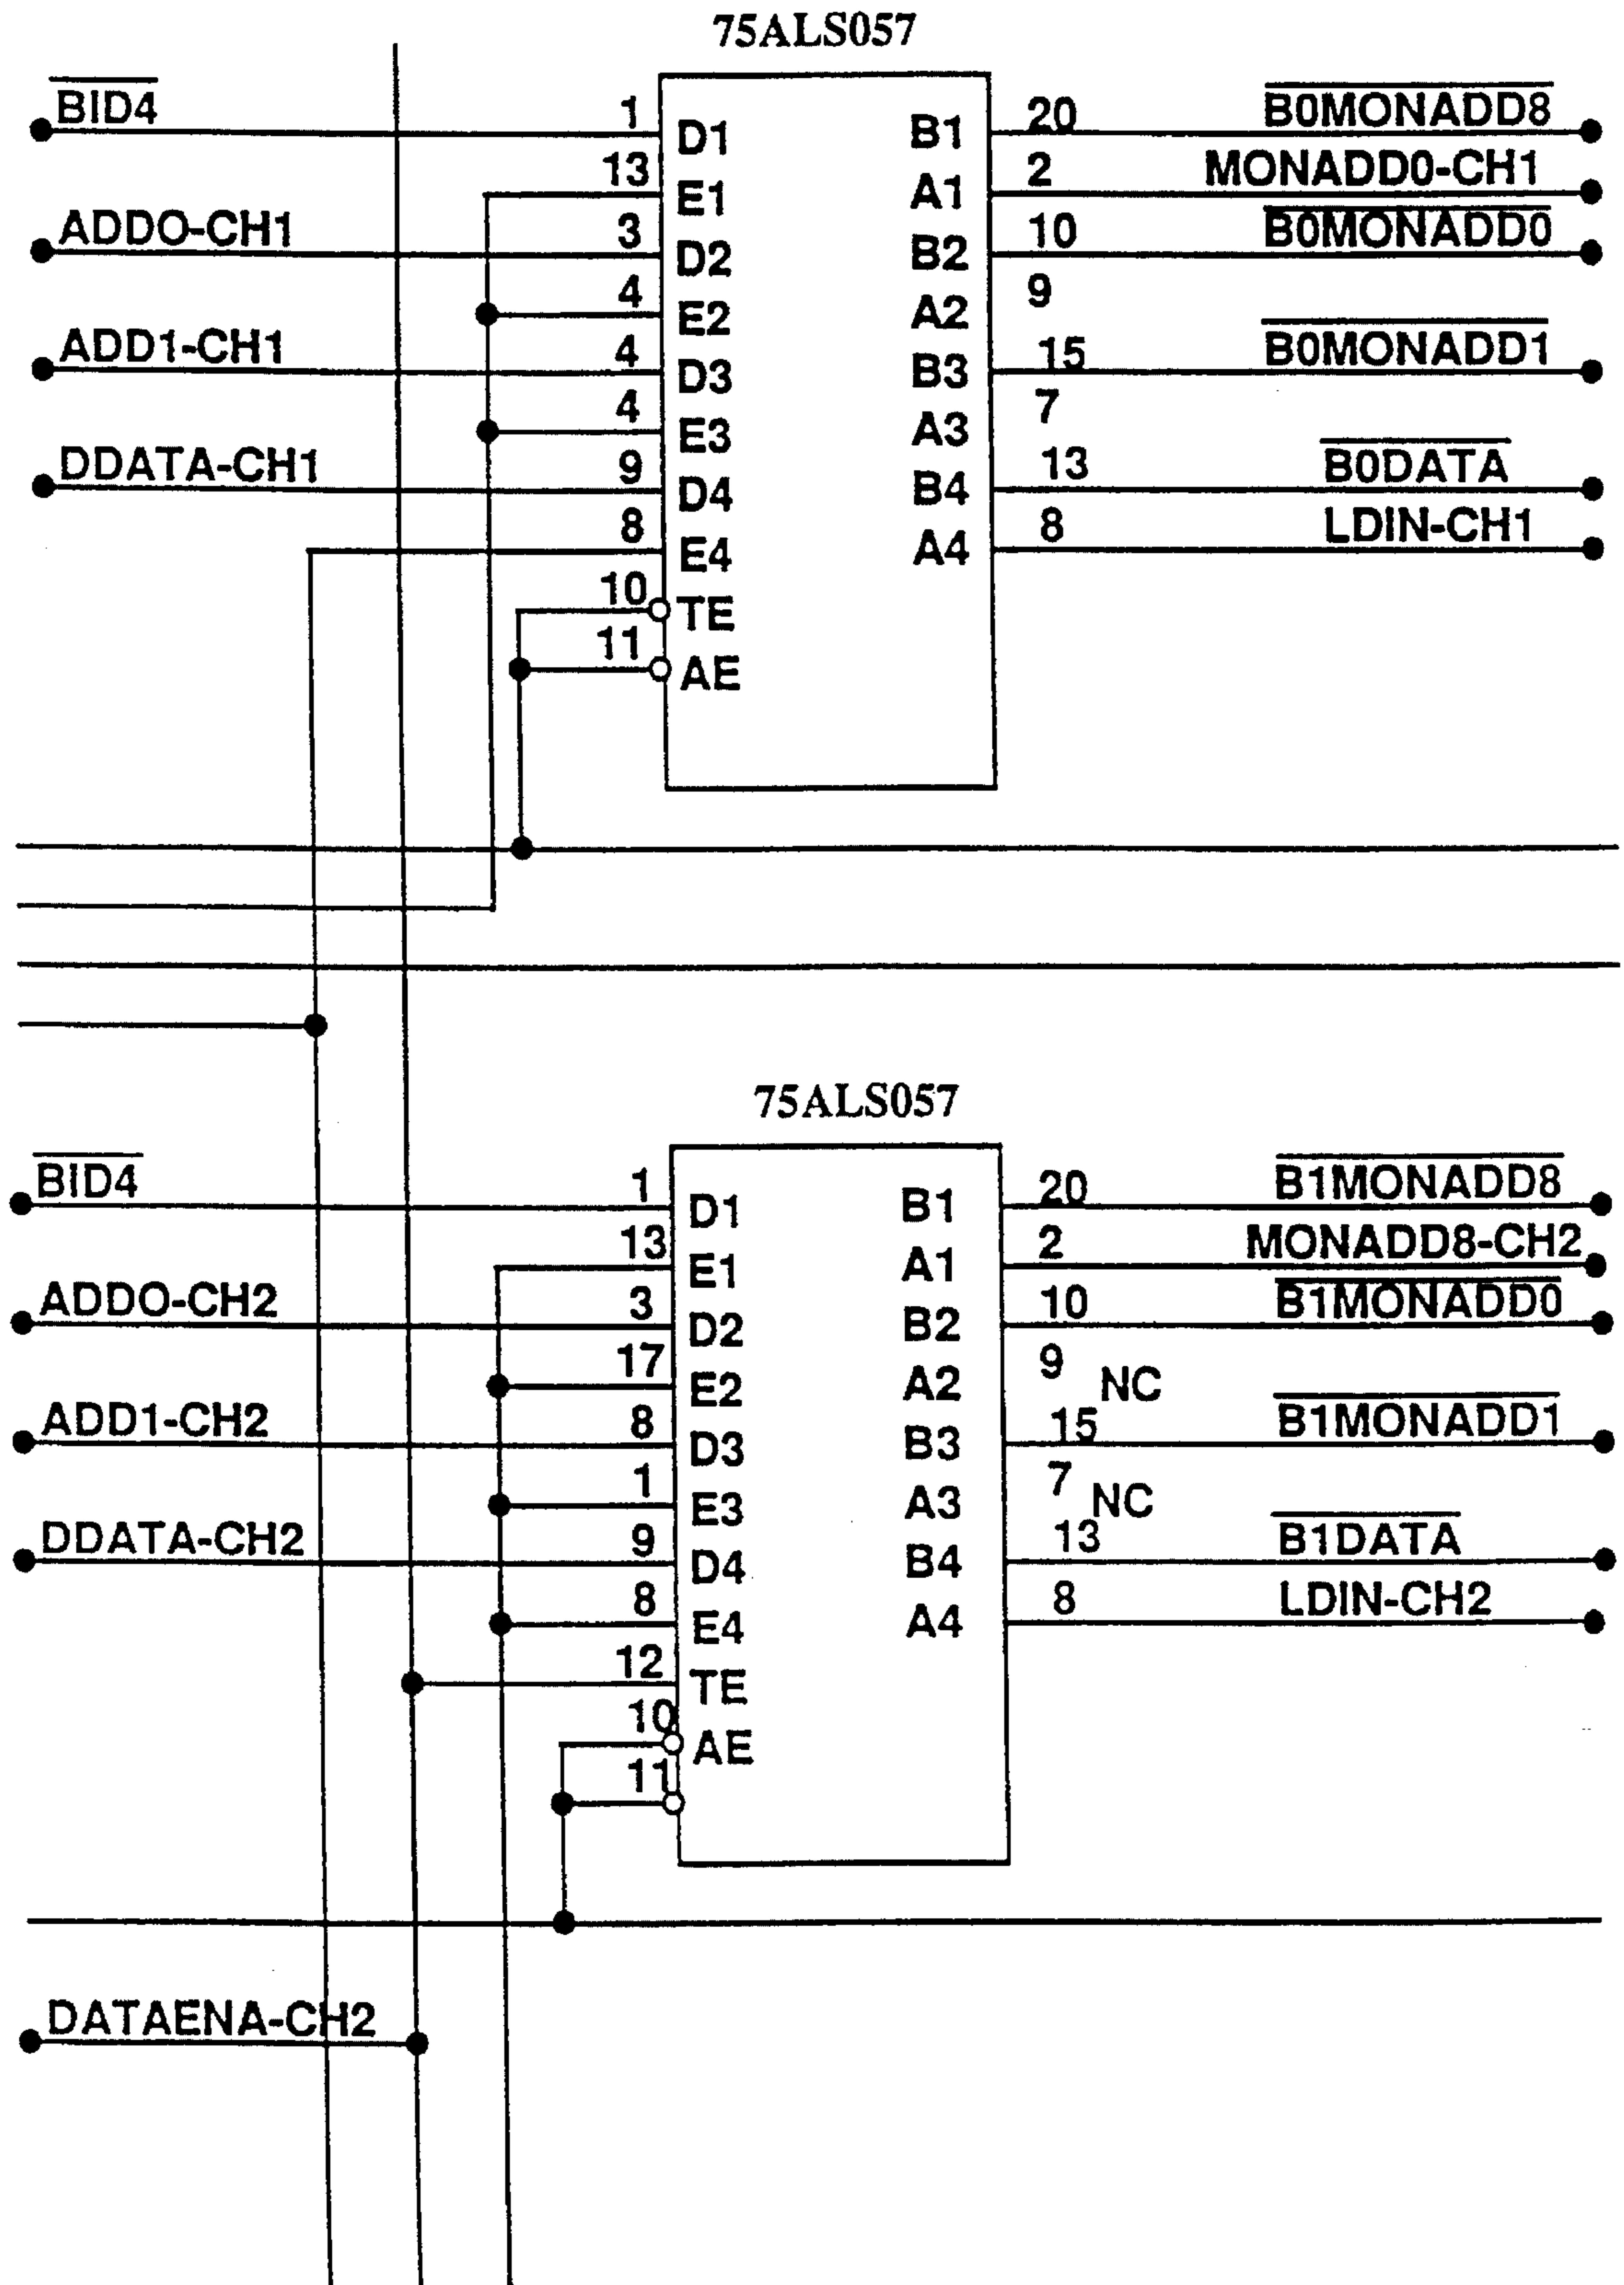 75ALS057
BID4 1 D1 B1 20 B0MONADD8
13 E1 A1 2 MONADD0-CH1
ADDO-CH1 3 D2 B2 10 B0MONADD0
4 E2 A2 9
ADD1-CH1 4 D3 B3 15 B0MONADD1
4 E3 A3 7
DDATA-CH1 9 D4 B4 13 B0DATA
8 E4 A4 8 LDIN-CH1
10 TE
11 AE
75ALS057
BID4 1 D1 B1 20 B1MONADD8
13 E1 A1 2 MONADD8-CH2
ADDO-CH2 3 D2 B2 10 B1MONADD0
17 E2 A2 9 NC
ADD1-CH2 8 D3 B3 15 B1MONADD1
1 E3 A3 7 NC
DDATA-CH2 9 D4 B4 13 B1DATA
8 E4 A4 8 LDIN-CH2
12 TE
10 AE
11
DATAENA-CH2